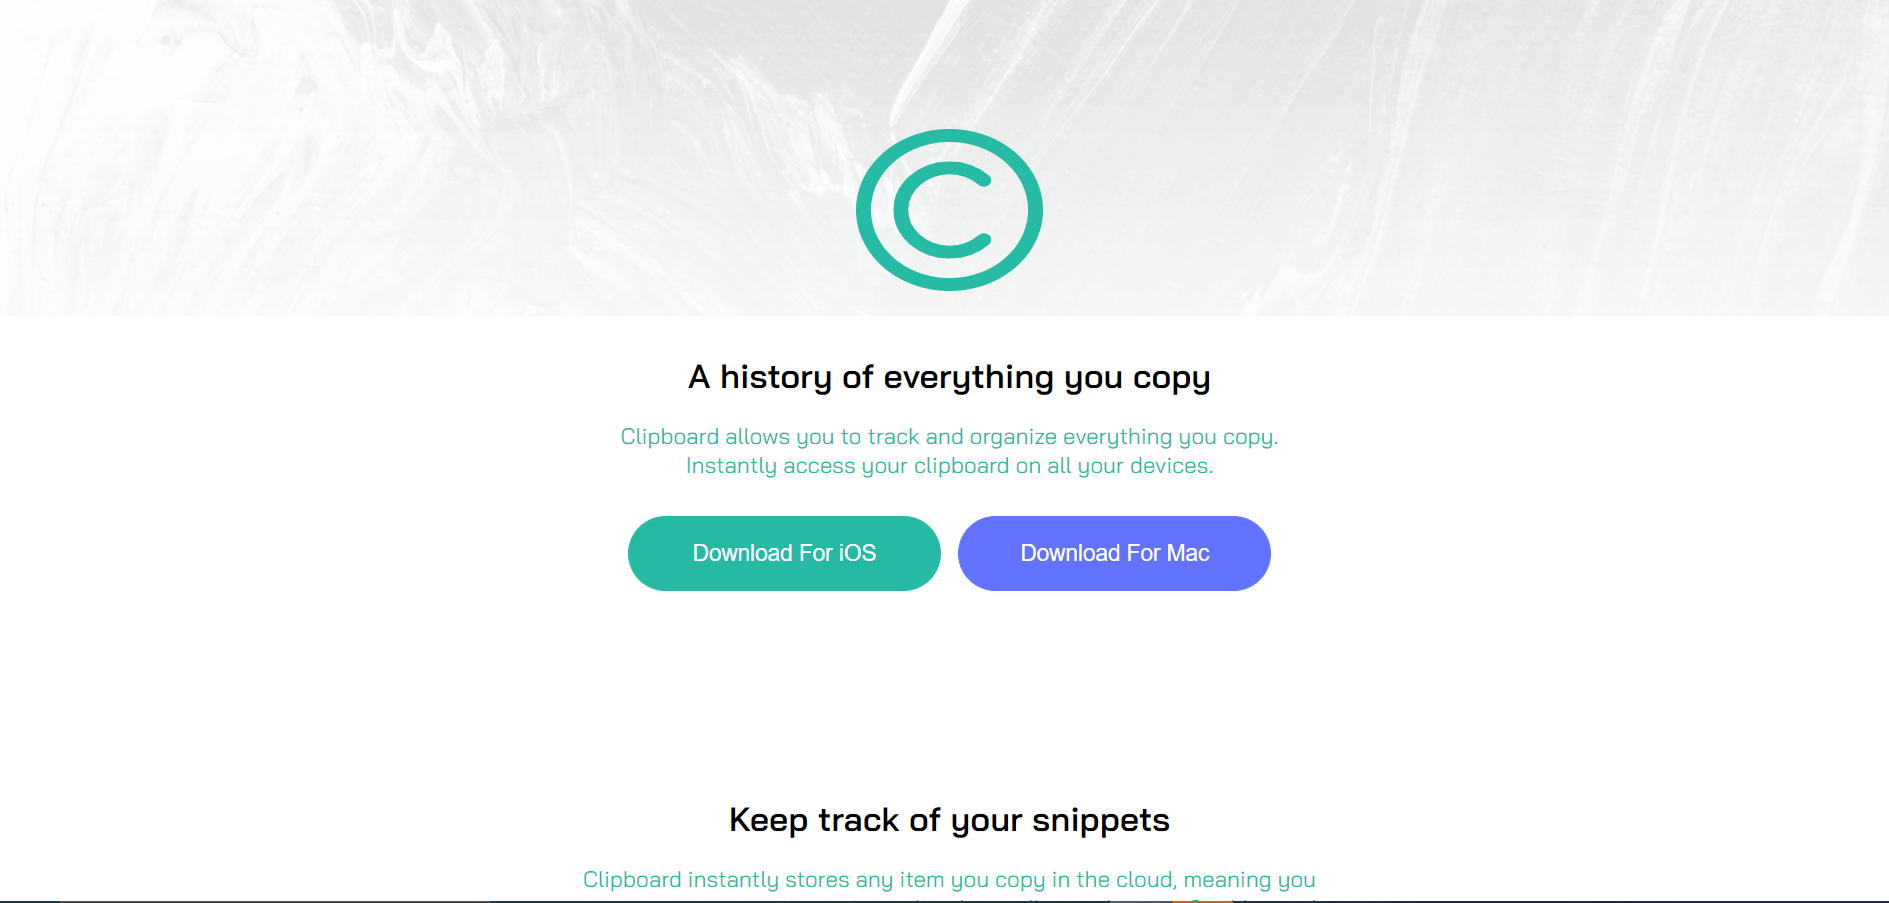 A history of everything you copy
Clipboard allows you to track and organize everything you copy.
Instantly access your clipboard on all your devices.
Download For iOS
Download For Mac
Keep track of your snippets
Clipboard instantly stores any item you copy in the cloud, meaning you